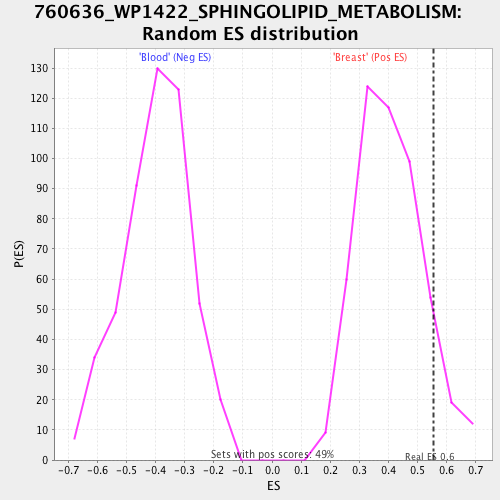 760636_WP1422_SPHINGOLIPID_METABOLISM:
Random ES distribution
'Blood' (Neg ES)
'Breast' (Pos ES)
130
120
110
100
90
80
70
60
50
40
30
20
10
0
P(ES)
Sets with pos scores: 49%
Real ES 0.6
-0.7 -0.6 -0.5 -0.4 -0.3 -0.2 -0.1 0.0 0.1 0.2 0.3 0.4 0.5 0.6 0.7
ES